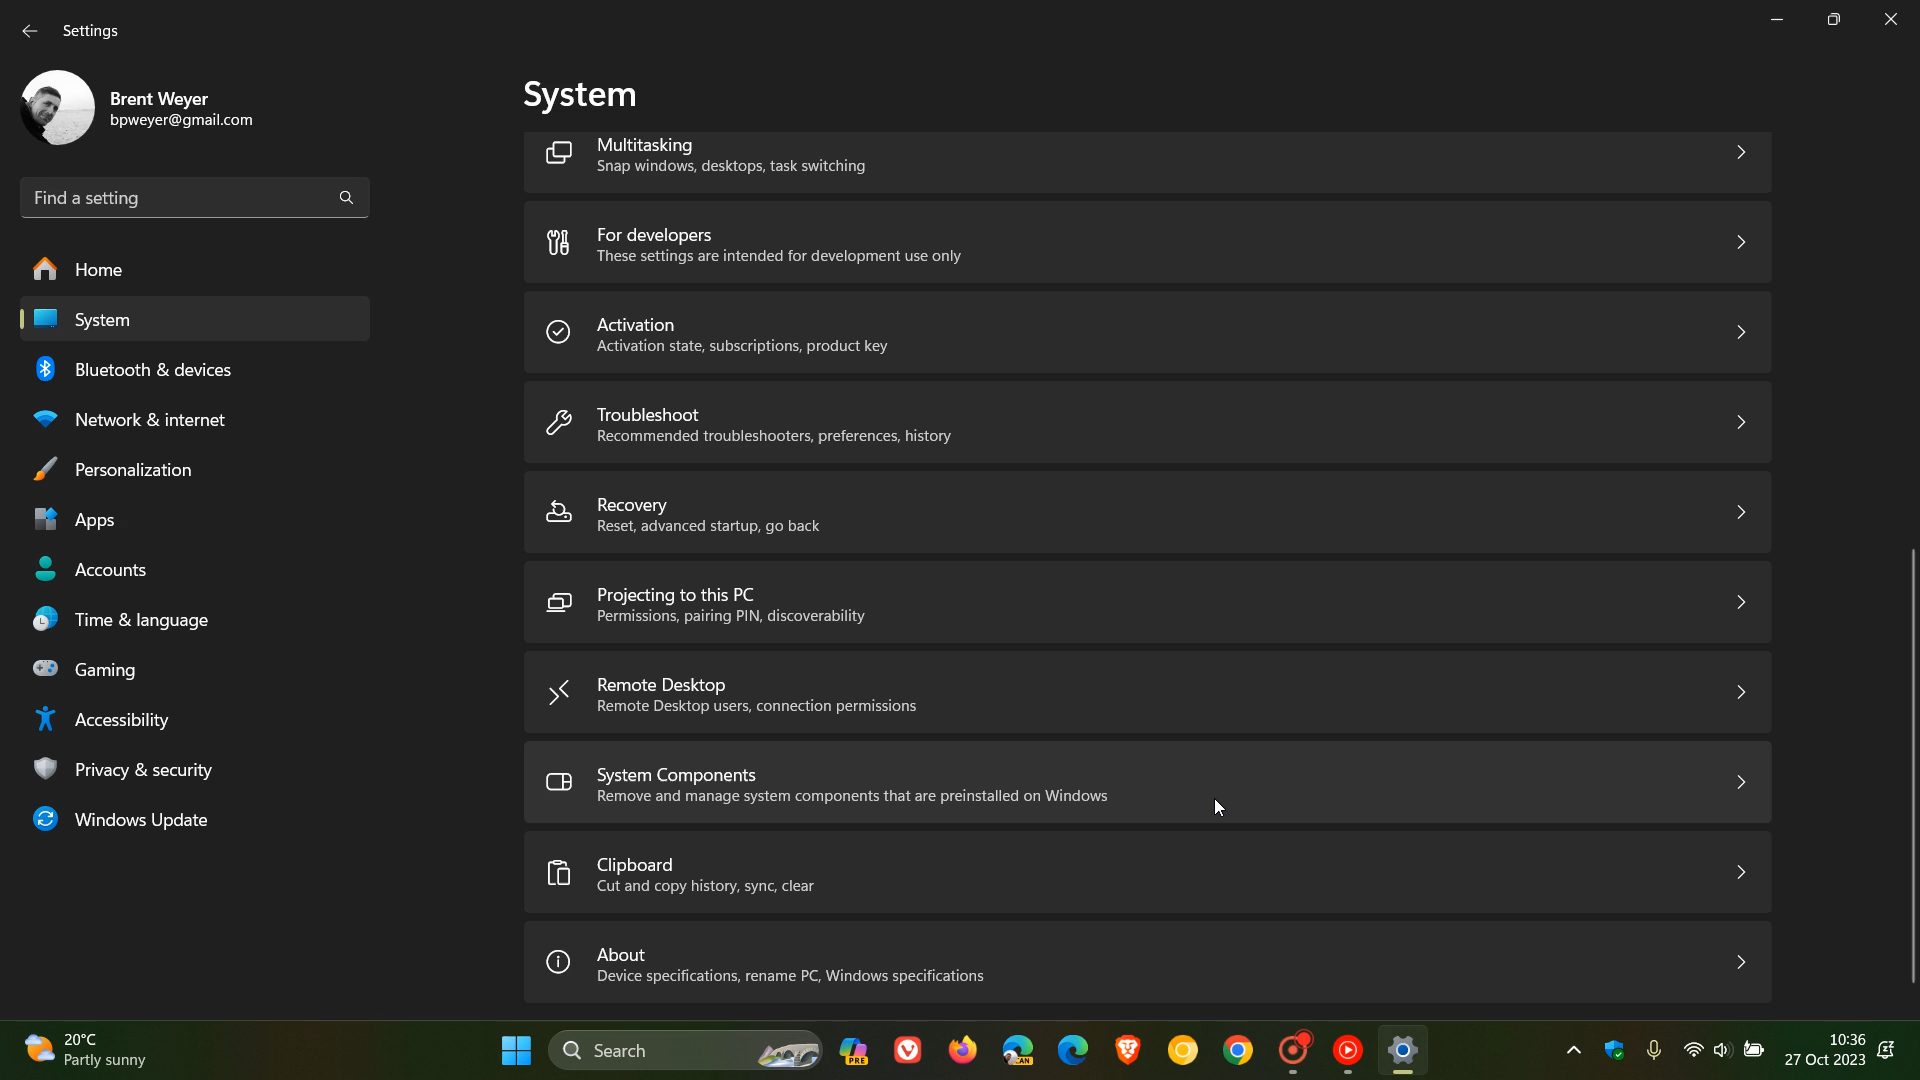 Settings
Brent Weyer
bpweyer@gmail.com
Find a setting
Home
System
Bluetooth & devices
Network & internet
Personalization
Apps
Accounts
Time & language
Gaming
Accessibility
Privacy & security
Windows Update
System
Multitasking
Snap windows, desktops, task switching
For developers
These settings are intended for development use only
Activation
Activation state, subscriptions, product key
Troubleshoot
Recommended troubleshooters, preferences, history
Recovery
Reset, advanced startup, go back
Projecting to this PC
Permissions, pairing PIN, discoverability
Remote Desktop
Remote Desktop users, connection permissions
System Components
Remove and manage system components that are preinstalled on Windows
Clipboard
Cut and copy history, sync, clear
About
Device specifications, rename PC, Windows specifications
20°C
Partly sunny
Search
PRE
CAN
10:36
27 Oct 2023